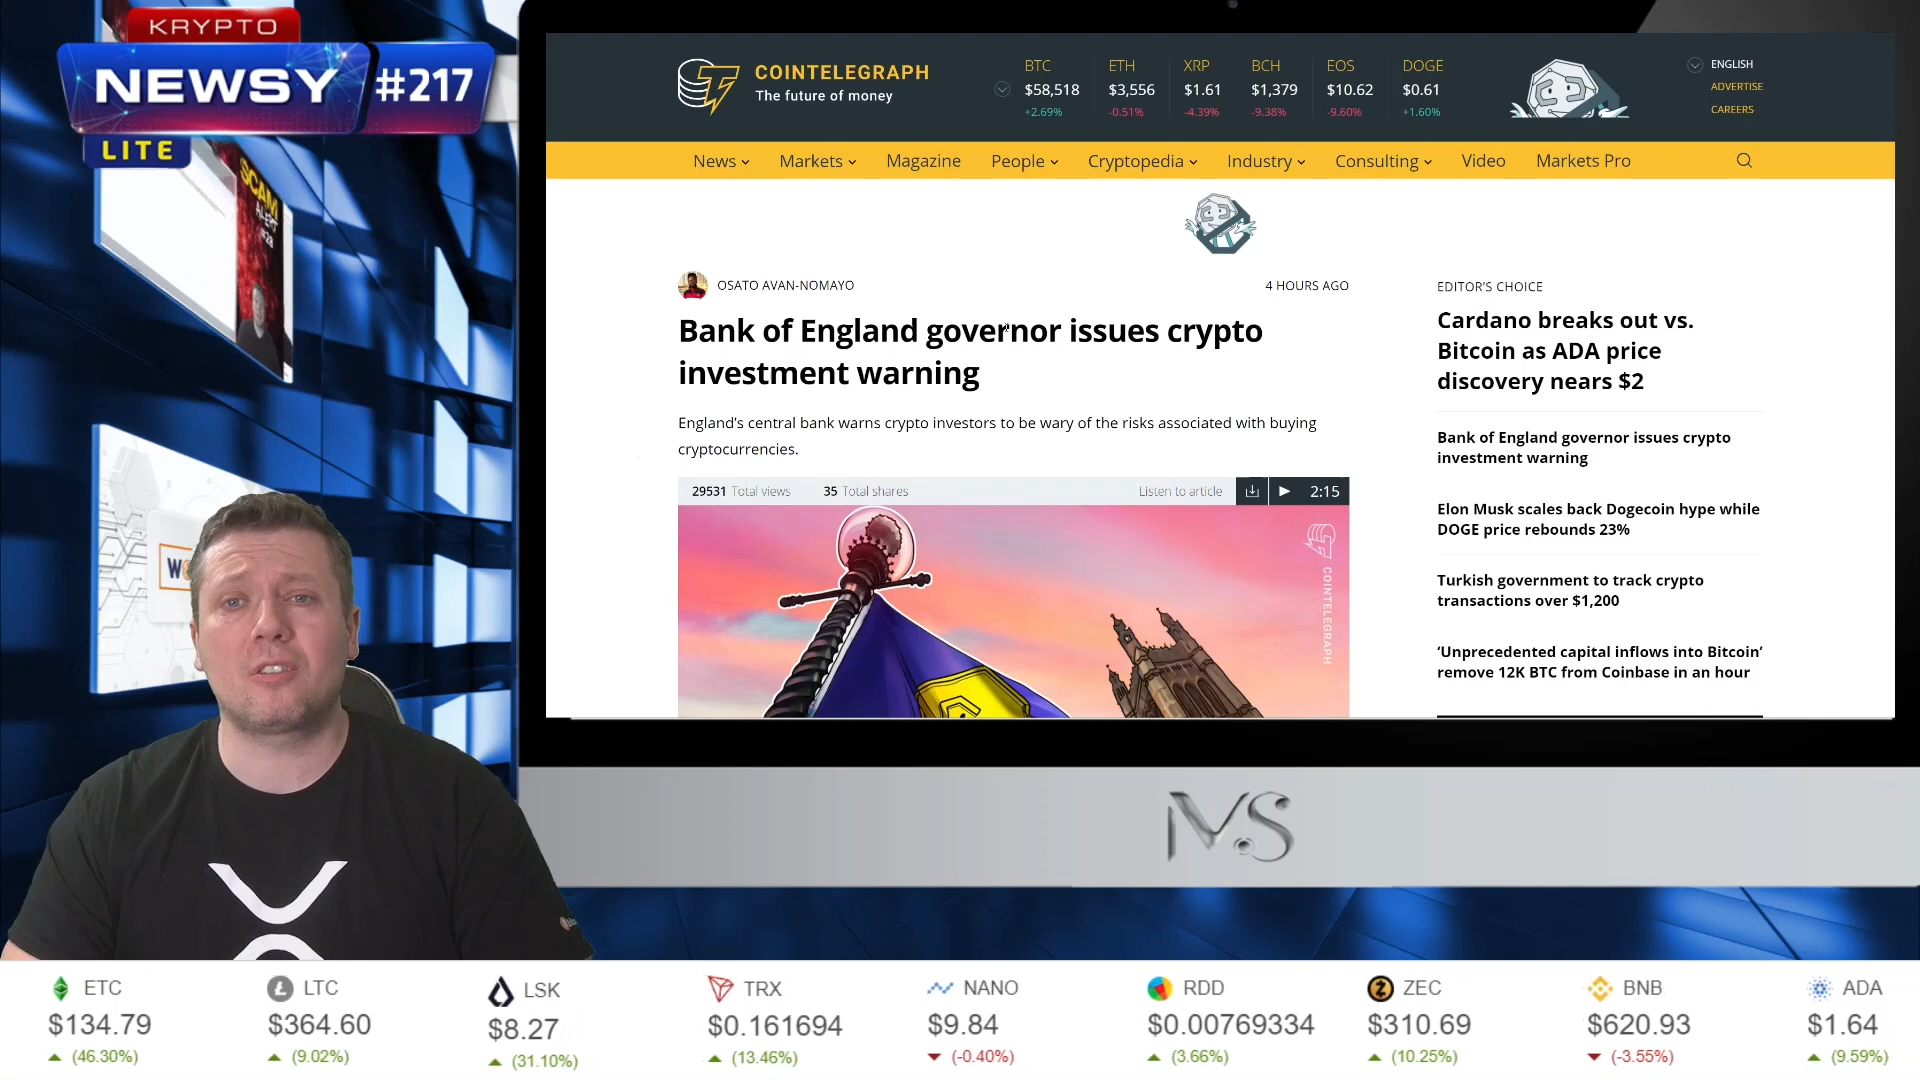 KRYPTO
NEWSY #217
LITE
SCAM
ALERT
#28
COINTELEGRAPH
The future of money
BTC ETH XRP BCH EOS DOGE
$58,518 $3,556 $1.61 $1,379 $10.62 $0.61
+2.69% -0.51% -4.39% -9.38% -9.60% +1.60%
ENGLISH
ADVERTISE
CAREERS
News Markets Magazine People Cryptopedia Industry Consulting Video Markets Pro
OSATO AVAN-NOMAYO
4 HOURS AGO
Bank of England governor issues crypto
investment warning
England's central bank warns crypto investors to be wary of the risks associated with buying
cryptocurrencies.
29531 Total views 35 Total shares Listen to article 2:15
COINTELEGRAPH
EDITOR'S CHOICE
Cardano breaks out vs.
Bitcoin as ADA price
discovery nears $2
Bank of England governor issues crypto
investment warning
Elon Musk scales back Dogecoin hype while
DOGE price rebounds 23%
Turkish government to track crypto
transactions over $1,200
‘Unprecedented capital inflows into Bitcoin’
remove 12K BTC from Coinbase in an hour
M.S
ETC LTC LSK TRX NANO RDD ZEC BNB ADA
$134.79 $364.60 $8.27 $0.161694 $9.84 $0.00769334 $310.69 $620.93 $1.64
(46.30%) (9.02%) (31.10%) (13.46%) (-0.40%) (3.66%) (10.25%) (-3.55%) (9.59%)